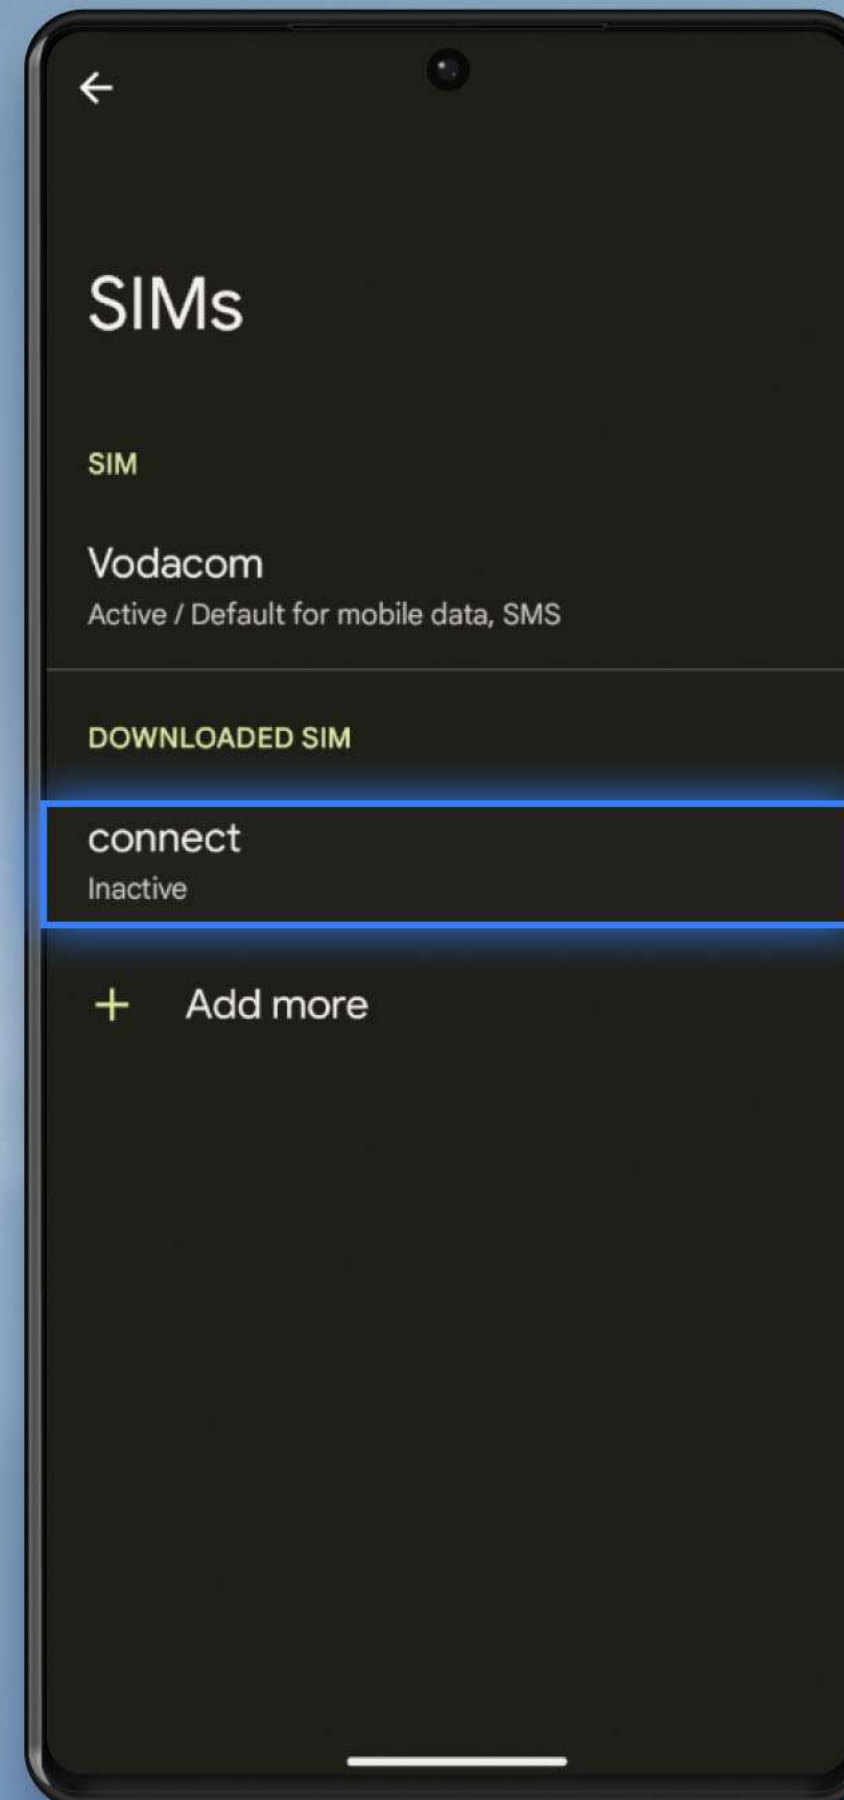 SIMs
SIM
Vodacom
Active / Default for mobile data, SMS
DOWNLOADED SIM
connect
Inactive
+ Add more